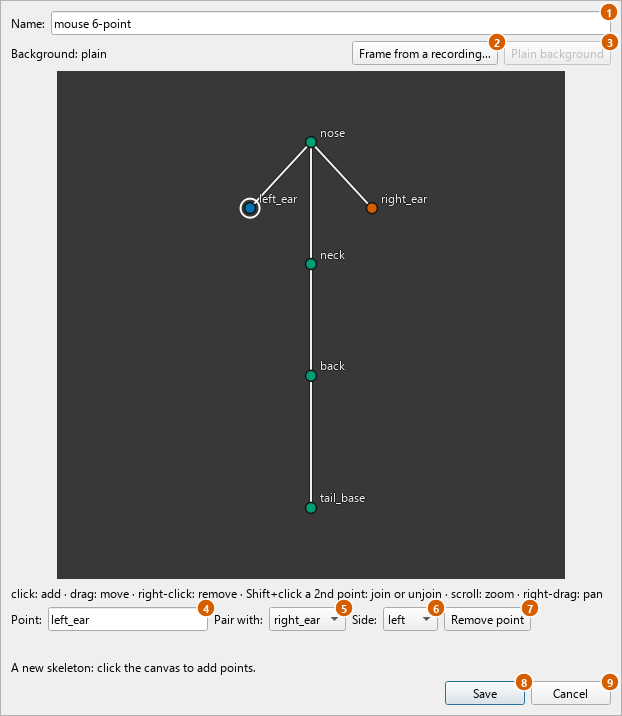 Name: mouse 6-point 1
Background: plain Frame from a recording... 2 Plain background 3
nose
left_ear right_ear
neck
back
tail_base
click: add · drag: move · right-click: remove · Shift+click a 2nd point: join or unjoin · scroll: zoom · right-drag: pan
Point: left_ear 4 Pair with: right_ear 5 Side: left 6 Remove point 7
A new skeleton: click the canvas to add points.
Save 8 Cancel 9